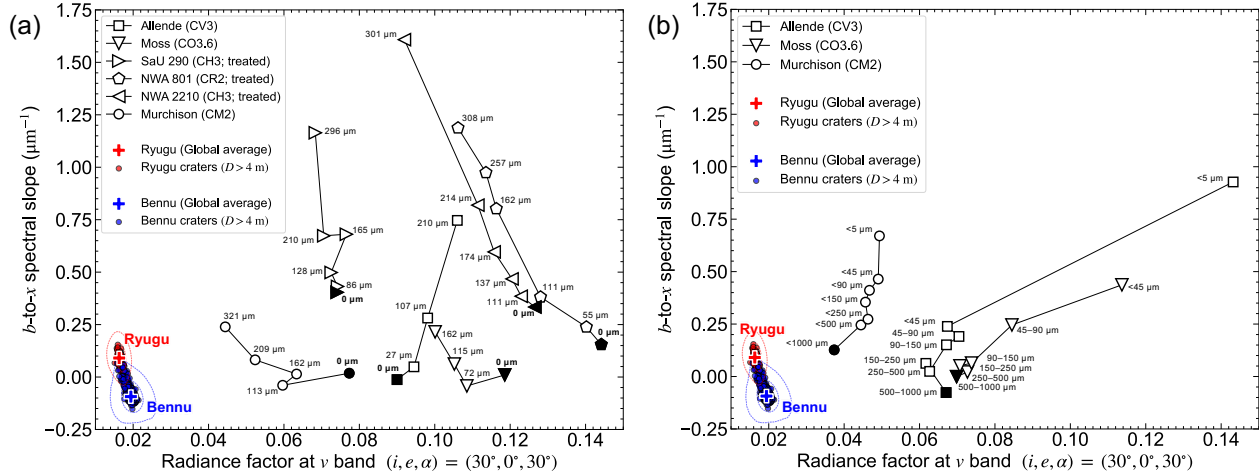 (a)
b-to-x spectral slope (μm⁻¹)
1.75
1.50
1.25
1.00
0.75
0.50
0.25
0.00
−0.25
Allende (CV3)
Moss (CO3.6)
SaU 290 (CH3; treated)
NWA 801 (CR2; treated)
NWA 2210 (CH3; treated)
Murchison (CM2)
Ryugu (Global average)
Ryugu craters (D > 4 m)
Bennu (Global average)
Bennu craters (D > 4 m)
301 μm
308 μm
296 μm
257 μm
162 μm
214 μm
210 μm
210 μm
165 μm
174 μm
128 μm
137 μm
86 μm
111 μm
111 μm
0 μm
0 μm
321 μm
107 μm
55 μm
162 μm
0 μm
209 μm
162 μm
0 μm
115 μm
0 μm
27 μm
72 μm
113 μm
0 μm
Ryugu
Bennu
0.02 0.04 0.06 0.08 0.10 0.12 0.14
Radiance factor at v band (i, e, α) = (30°, 0°, 30°)
(b)
b-to-x spectral slope (μm⁻¹)
1.75
1.50
1.25
1.00
0.75
0.50
0.25
0.00
−0.25
Allende (CV3)
Moss (CO3.6)
Murchison (CM2)
Ryugu (Global average)
Ryugu craters (D > 4 m)
Bennu (Global average)
Bennu craters (D > 4 m)
<5 μm
<5 μm
<45 μm
<90 μm
<45 μm
<150 μm
<250 μm
<45 μm
<500 μm
45–90 μm
45–90 μm
<1000 μm
90–150 μm
90–150 μm
150–250 μm
150–250 μm
250–500 μm
250–500 μm
500–1000 μm
500–1000 μm
Ryugu
Bennu
0.02 0.04 0.06 0.08 0.10 0.12 0.14
Radiance factor at v band (i, e, α) = (30°, 0°, 30°)